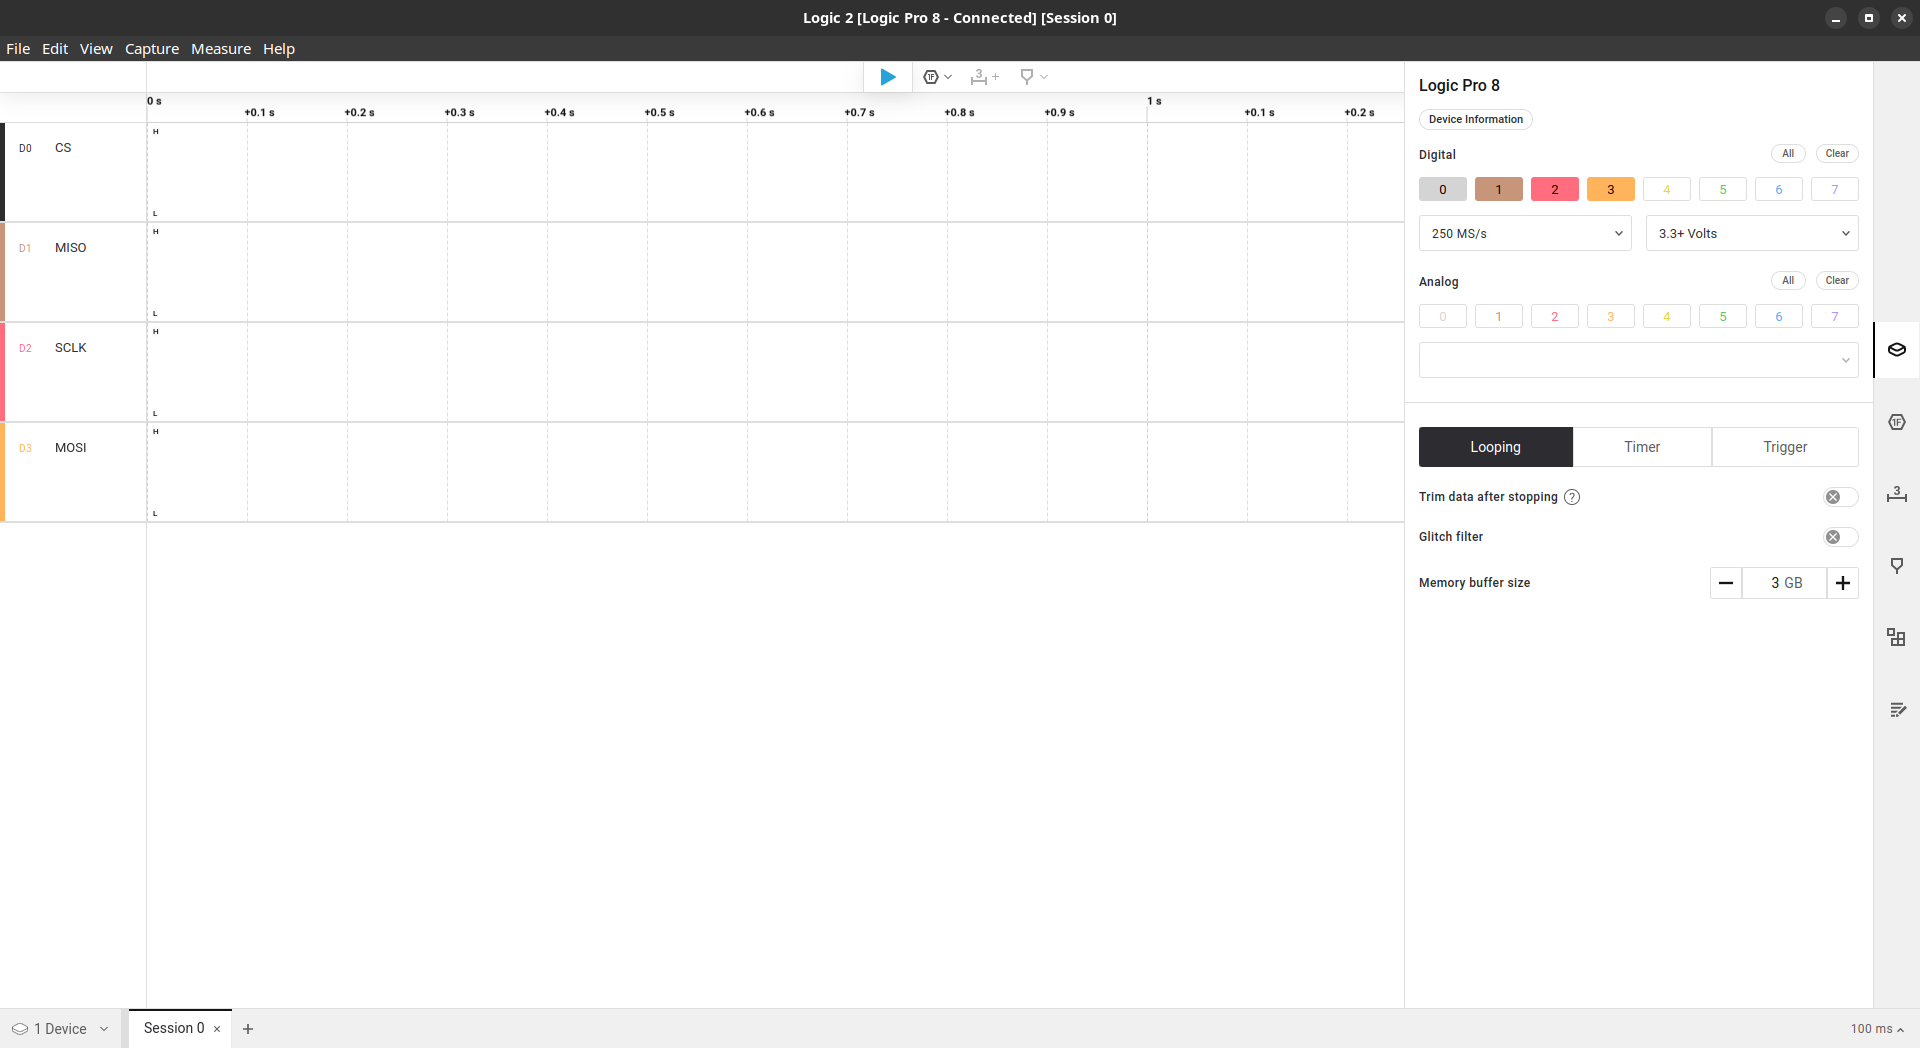 Logic 2 [Logic Pro 8 - Connected] [Session 0]
File Edit View Capture Measure Help
1F 3 +
0 s 1 s
+0.1 s +0.2 s +0.3 s +0.4 s +0.5 s +0.6 s +0.7 s +0.8 s +0.9 s +0.1 s +0.2 s
H
D0 CS
L
H
D1 MISO
L
H
D2 SCLK
L
H
D3 MOSI
L
Logic Pro 8
Device Information
Digital All Clear
0 1 2 3 4 5 6 7
250 MS/s 3.3+ Volts
Analog All Clear
0 1 2 3 4 5 6 7
Looping Timer Trigger
Trim data after stopping ?
Glitch filter
Memory buffer size 3 GB
1F
3
1 Device Session 0 × + 100 ms